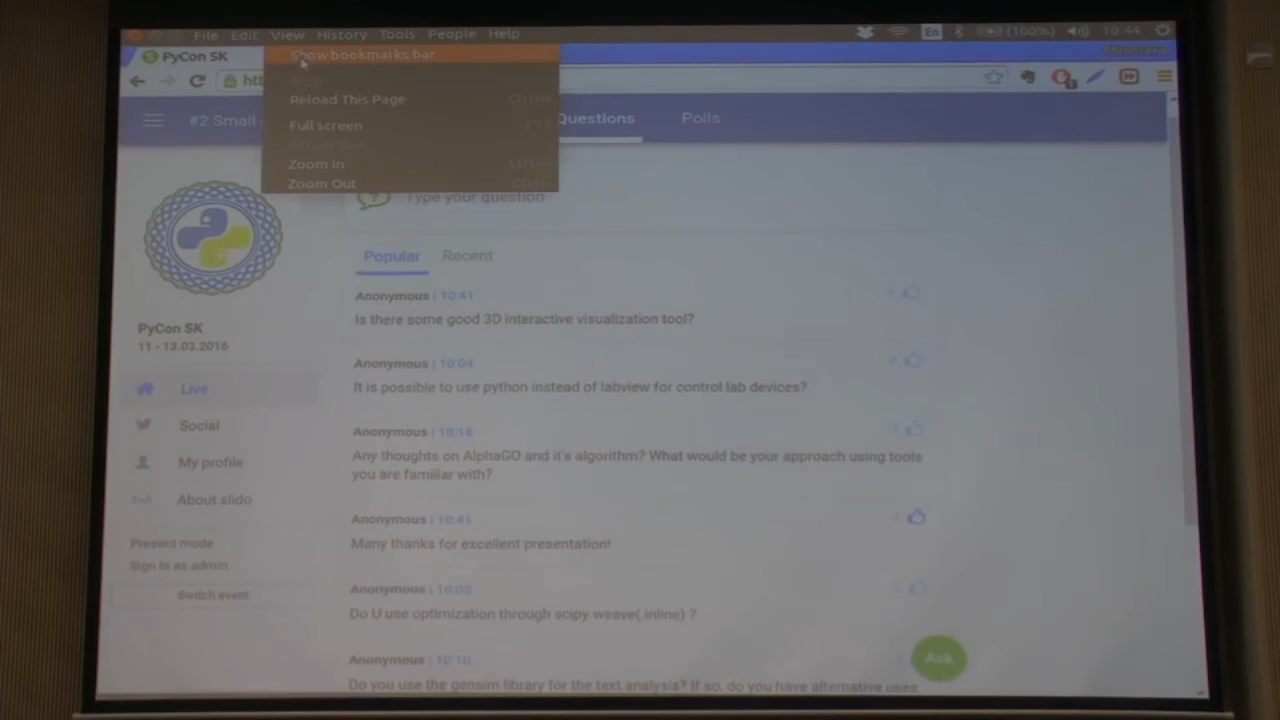 File Edit View History Tools People Help
En (100%) 10:44
PyCon SK
Show bookmarks bar
Stop
Reload This Page
Full screen
Zoom In
Zoom Out
#2 Small
Questions
Polls
Type your question
Popular
Recent
PyCon SK
11 - 13.03.2016
Live
Social
My profile
About slido
Present mode
Sign in as admin
Switch event
Anonymous | 10:41
Is there some good 3D interactive visualization tool?
Anonymous | 10:04
It is possible to use python instead of labview for control lab devices?
Anonymous | 10:18
Any thoughts on AlphaGO and it's algorithm? What would be your approach using tools
you are familiar with?
Anonymous | 10:41
Many thanks for excellent presentation!
Anonymous
Do U use optimization through scipy.weave(.inline) ?
Anonymous | 10:10
Do you use the gensim library for the text analysis? If so, do you have alternative uses
Ask